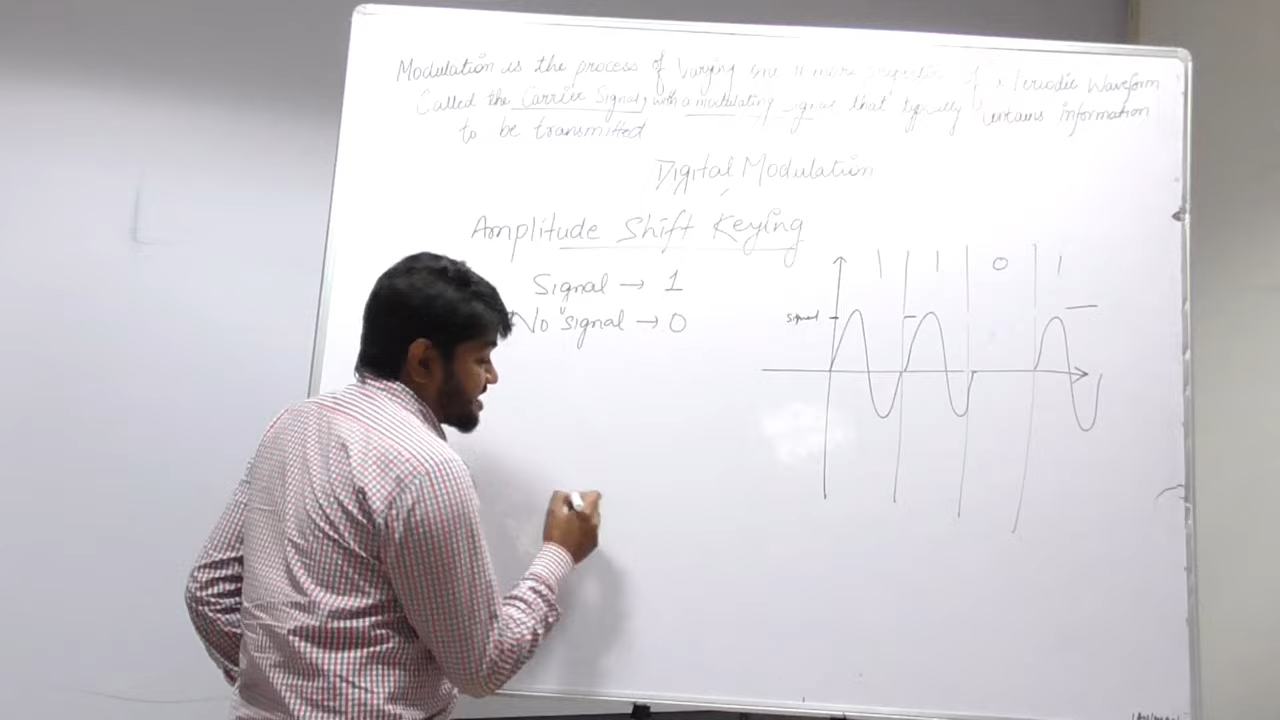 Modulation is the process of Varying one or more properties of a Periodic Waveform
Called the Carrier Signal, with a modulating signal that typically Contains Information
to be transmitted
Digital Modulation
Amplitude Shift Keying
Signal → 1
No signal → 0
1 1 0 1
signal